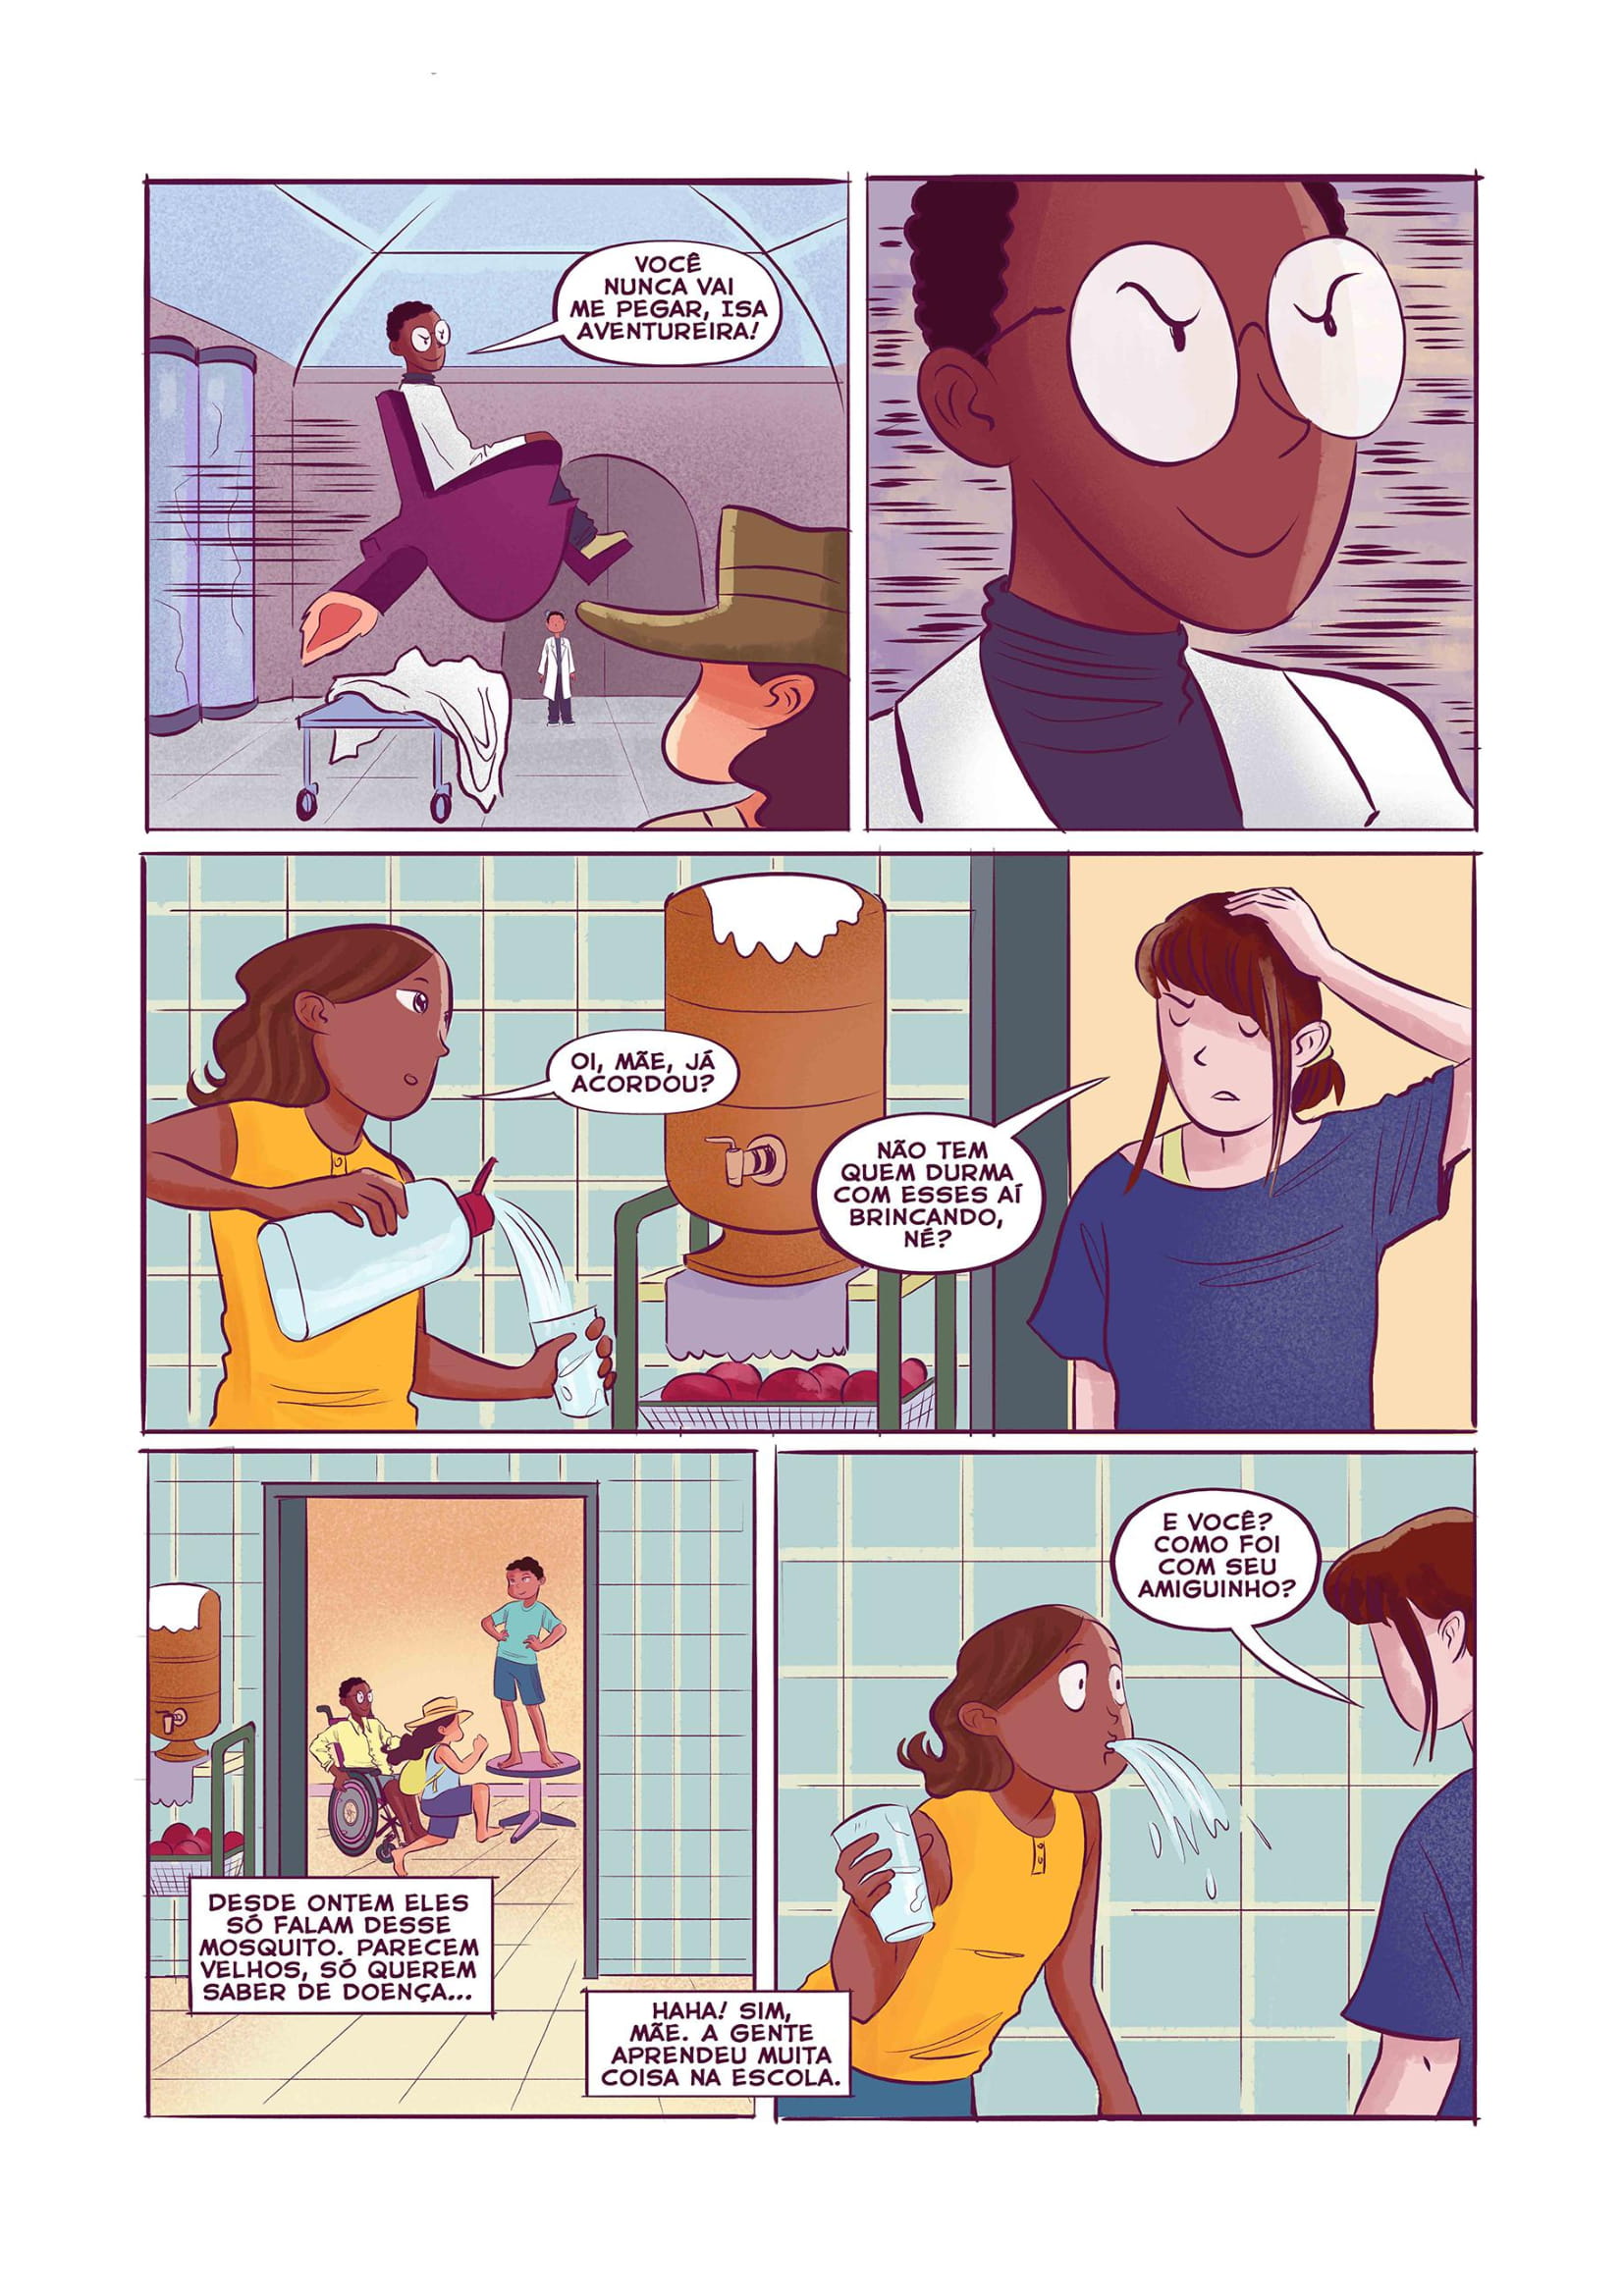 VOCÊ
NUNCA VAI
ME PEGAR, ISA
AVENTUREIRA!
OI, MÃE, JÁ
ACORDOU?
NÃO TEM
QUEM DURMA
COM ESSES AÍ
BRINCANDO,
NÉ?
DESDE ONTEM ELES
SÓ FALAM DESSE
MOSQUITO. PARECEM
VELHOS, SÓ QUEREM
SABER DE DOENÇA...
HAHA! SIM,
MÃE. A GENTE
APRENDEU MUITA
COISA NA ESCOLA.
E VOCÊ?
COMO FOI
COM SEU
AMIGUINHO?